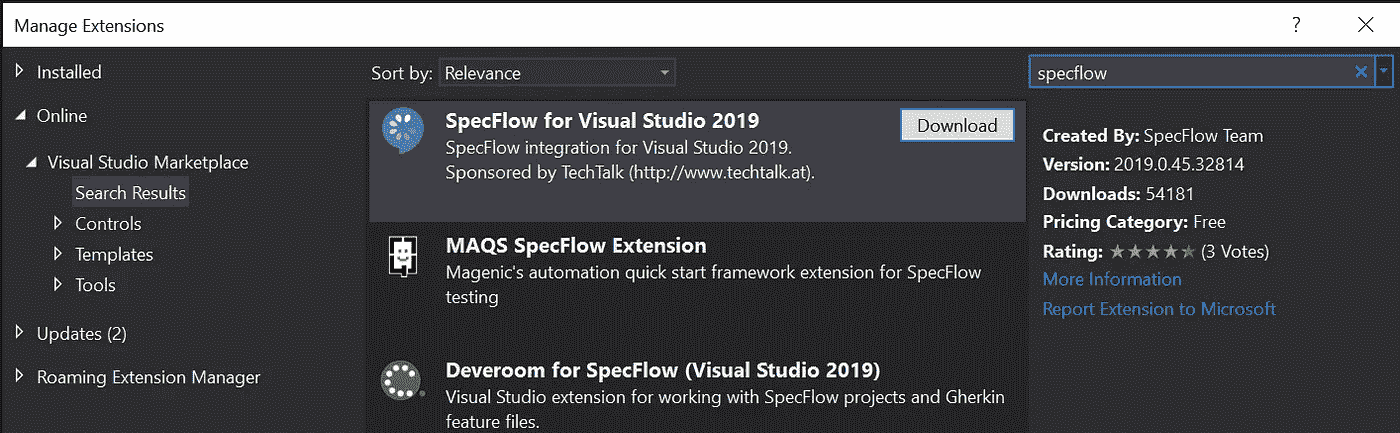 Manage Extensions
?
Installed
Online
Visual Studio Marketplace
Search Results
Controls
Templates
Tools
Updates (2)
Roaming Extension Manager
Sort by: Relevance
SpecFlow for Visual Studio 2019
Download
SpecFlow integration for Visual Studio 2019.
Sponsored by TechTalk (http://www.techtalk.at).
MAQS SpecFlow Extension
Magenic's automation quick start framework extension for SpecFlow
testing
Deveroom for SpecFlow (Visual Studio 2019)
Visual Studio extension for working with SpecFlow projects and Gherkin
feature files.
specflow
Created By: SpecFlow Team
Version: 2019.0.45.32814
Downloads: 54181
Pricing Category: Free
Rating: (3 Votes)
More Information
Report Extension to Microsoft